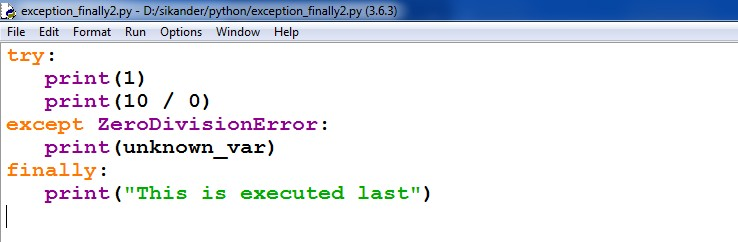 exception_finally2.py - D:/sikander/python/exception_finally2.py (3.6.3)
File Edit Format Run Options Window Help
try:
   print(1)
   print(10 / 0)
except ZeroDivisionError:
   print(unknown_var)
finally:
   print("This is executed last")